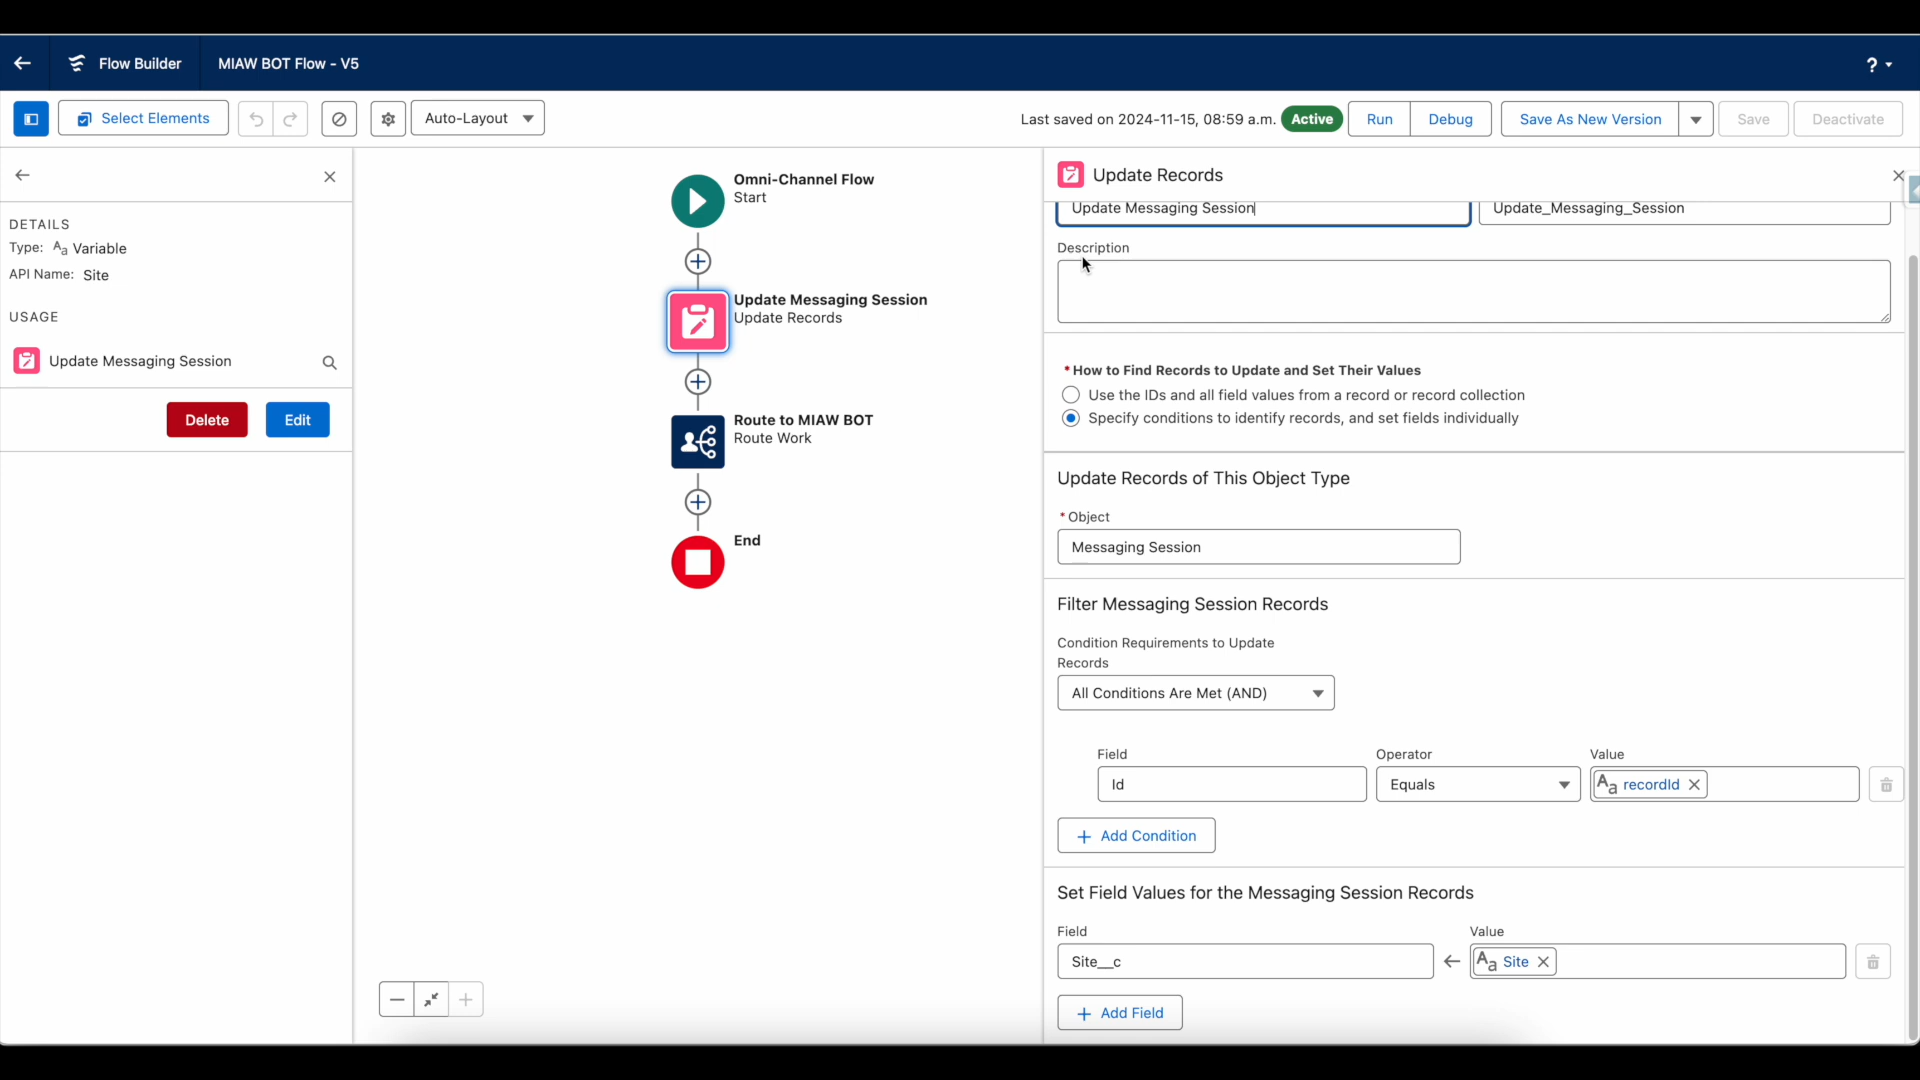 Flow Builder
MIAW BOT Flow - V5
?
Select Elements
Auto-Layout
Last saved on 2024-11-15, 08:59 a.m.
Active
Run
Debug
Save As New Version
Save
Deactivate
DETAILS
Type: Aa Variable
API Name: Site
USAGE
Update Messaging Session
Delete
Edit
Omni-Channel Flow
Start
Update Messaging Session
Update Records
Route to MIAW BOT
Route Work
End
Update Records
Update Messaging Session
Update_Messaging_Session
Description
* How to Find Records to Update and Set Their Values
Use the IDs and all field values from a record or record collection
Specify conditions to identify records, and set fields individually
Update Records of This Object Type
* Object
Messaging Session
Filter Messaging Session Records
Condition Requirements to Update
Records
All Conditions Are Met (AND)
Field
Operator
Value
Id
Equals
Aa recordId
Add Condition
Set Field Values for the Messaging Session Records
Field
Value
Site__c
Aa Site
Add Field